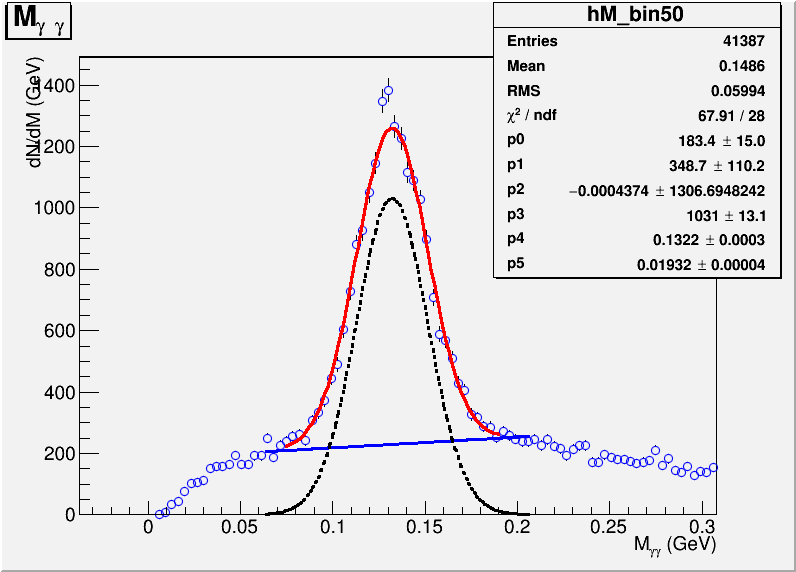 M γ γ
hM_bin50
Entries 41387
Mean 0.1486
RMS 0.05994
χ² / ndf 67.91 / 28
p0 183.4 ± 15.0
p1 348.7 ± 110.2
p2 −0.0004374 ± 1306.6948242
p3 1031 ± 13.1
p4 0.1322 ± 0.0003
p5 0.01932 ± 0.00004
dN/dM (GeV)
1400
1200
1000
800
600
400
200
0
0 0.05 0.1 0.15 0.2 0.25 0.3
M γγ (GeV)